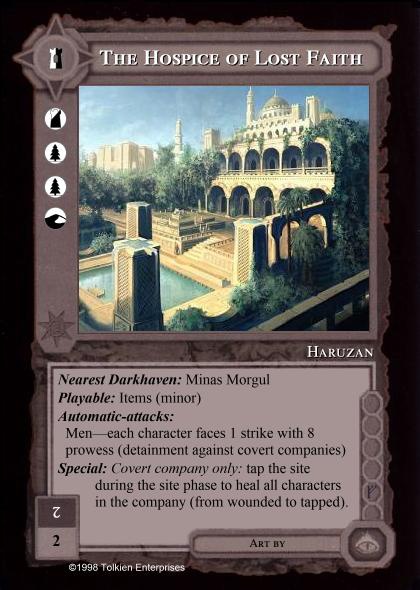 THE HOSPICE OF LOST FAITH
HARUZAN
Nearest Darkhaven: Minas Morgul
Playable: Items (minor)
Automatic-attacks:
Men—each character faces 1 strike with 8
prowess (detainment against covert companies)
Special: Covert company only: tap the site
during the site phase to heal all characters
in the company (from wounded to tapped).
2
2
ART BY
©1998 Tolkien Enterprises